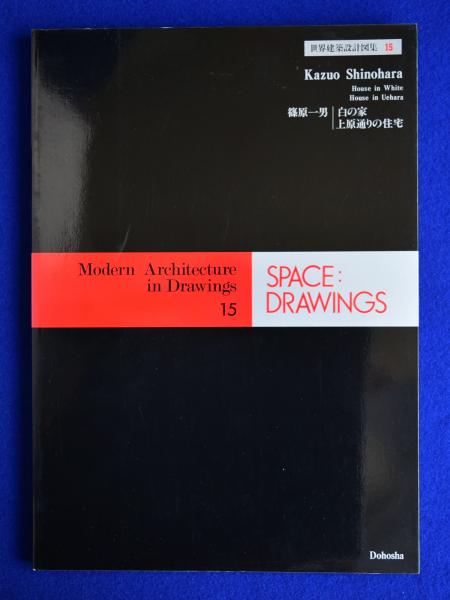 世界建築設計図集 15
Kazuo Shinohara
House in White
House in Uehara
篠原一男 白の家
上原通りの住宅
Modern Architecture
in Drawings
15
SPACE:
DRAWINGS
Dohosha